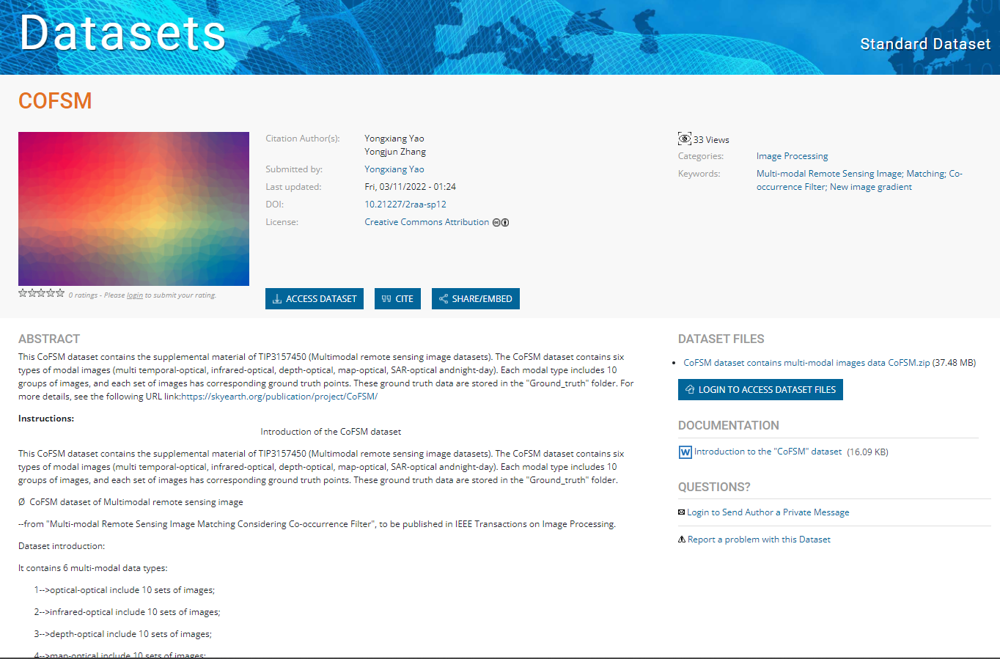 Datasets
Standard Dataset
COFSM
Citation Author(s): Yongxiang Yao
Yongjun Zhang
Submitted by: Yongxiang Yao
Last updated: Fri, 03/11/2022 - 01:24
DOI: 10.21227/2raa-sp12
License: Creative Commons Attribution
33 Views
Categories: Image Processing
Keywords: Multi-modal Remote Sensing Image; Matching; Co-
occurrence Filter; New image gradient
0 ratings - Please login to submit your rating.
ACCESS DATASET
CITE
SHARE/EMBED
ABSTRACT
This CoFSM dataset contains the supplemental material of TIP3157450 (Multimodal remote sensing image datasets). The CoFSM dataset contains six
types of modal images (multi temporal-optical, infrared-optical, depth-optical, map-optical, SAR-optical andnight-day). Each modal type includes 10
groups of images, and each set of images has corresponding ground truth points. These ground truth data are stored in the "Ground_truth" folder. For
more details, see the following URL link:https://skyearth.org/publication/project/CoFSM/
Instructions:
Introduction of the CoFSM dataset
This CoFSM dataset contains the supplemental material of TIP3157450 (Multimodal remote sensing image datasets). The CoFSM dataset contains six
types of modal images (multi temporal-optical, infrared-optical, depth-optical, map-optical, SAR-optical andnight-day). Each modal type includes 10
groups of images, and each set of images has corresponding ground truth points. These ground truth data are stored in the "Ground_truth" folder.
Ø CoFSM dataset of Multimodal remote sensing image
--from "Multi-modal Remote Sensing Image Matching Considering Co-occurrence Filter", to be published in IEEE Transactions on Image Processing.
Dataset introduction:
It contains 6 multi-modal data types:
1-->optical-optical include 10 sets of images;
2-->infrared-optical include 10 sets of images;
3-->depth-optical include 10 sets of images;
4-->map-optical include 10 sets of images;
DATASET FILES
• CoFSM dataset contains multi-modal images data CoFSM.zip (37.48 MB)
LOGIN TO ACCESS DATASET FILES
DOCUMENTATION
Introduction to the "CoFSM" dataset (16.09 KB)
QUESTIONS?
Login to Send Author a Private Message
Report a problem with this Dataset